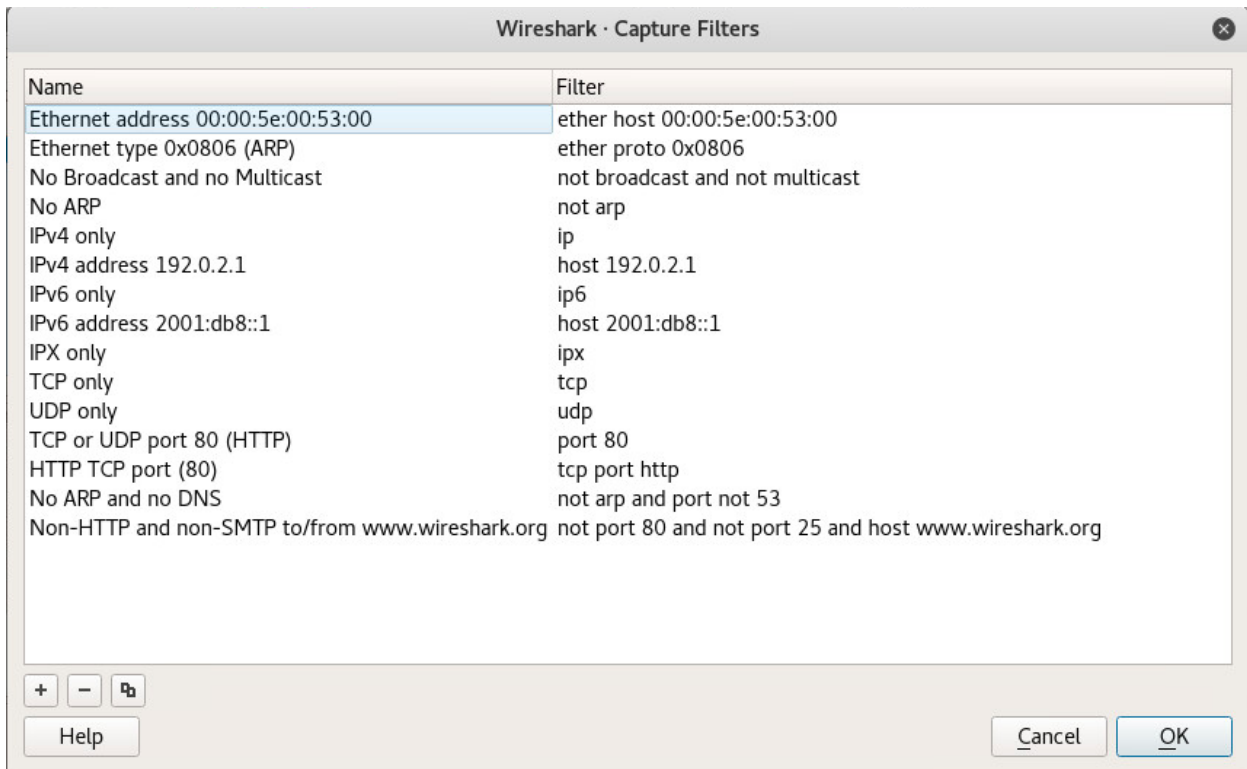 Wireshark · Capture Filters
Name Filter
Ethernet address 00:00:5e:00:53:00 ether host 00:00:5e:00:53:00
Ethernet type 0x0806 (ARP) ether proto 0x0806
No Broadcast and no Multicast not broadcast and not multicast
No ARP not arp
IPv4 only ip
IPv4 address 192.0.2.1 host 192.0.2.1
IPv6 only ip6
IPv6 address 2001:db8::1 host 2001:db8::1
IPX only ipx
TCP only tcp
UDP only udp
TCP or UDP port 80 (HTTP) port 80
HTTP TCP port (80) tcp port http
No ARP and no DNS not arp and port not 53
Non-HTTP and non-SMTP to/from www.wireshark.org not port 80 and not port 25 and host www.wireshark.org
Help Cancel OK